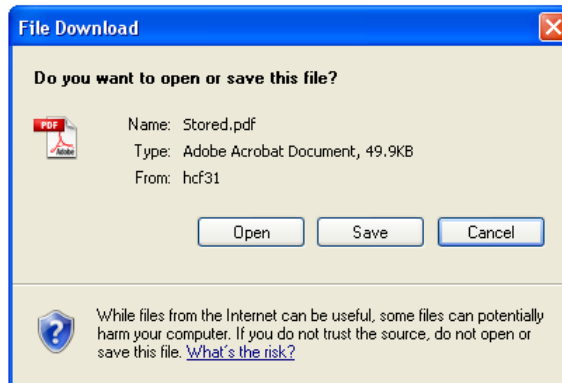 File Download
Do you want to open or save this file?
PDF
Adobe
Name: Stored.pdf
Type: Adobe Acrobat Document, 49.9KB
From: hcf31
Open Save Cancel
While files from the Internet can be useful, some files can potentially
harm your computer. If you do not trust the source, do not open or
save this file. What's the risk?